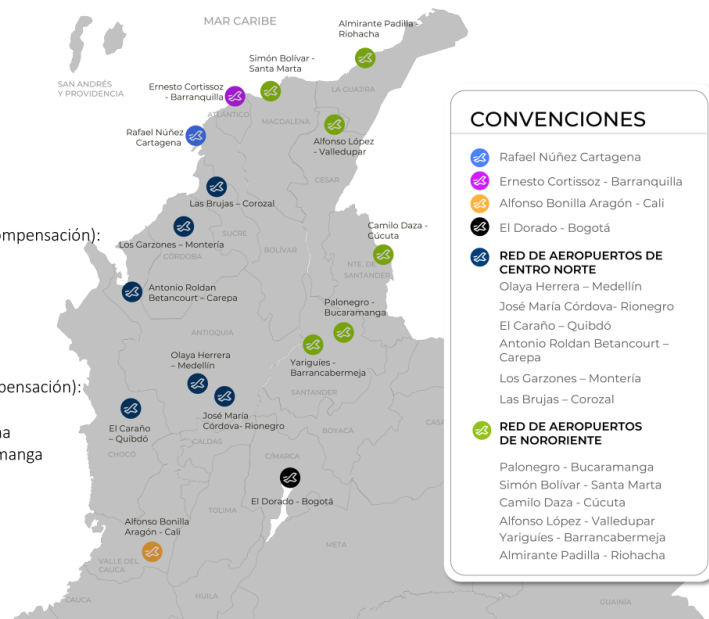 MAR CARIBE
Almirante Padilla -
Riohacha
Simón Bolívar -
Santa Marta
SAN ANDRÉS
Y PROVIDENCIA
Ernesto Cortissoz
- Barranquilla
LA GUAJIRA
ATLÁNTICO
MAGDALENA
Rafael Núñez
Cartagena
Alfonso López
- Valledupar
CESAR
Las Brujas – Corozal
Camilo Daza -
Cúcuta
ompensación):
SUCRE
Los Garzones – Montería
CÓRDOBA
BOLÍVAR
NTE. DE
SANTANDER
Antonio Roldan
Betancourt – Carepa
Palonegro -
Bucaramanga
ANTIOQUIA
Olaya Herrera
– Medellín
Yariguíes -
Barrancabermeja
pensación):
SANTANDER
José María
Córdova- Rionegro
El Caraño
– Quibdó
na
manga
CHOCÓ
CALDAS
BOYACÁ
CASA
C/MARCA
El Dorado - Bogotá
TOLIMA
Alfonso Bonilla
Aragón - Cali
META
VALLE DEL
CAUCA
CAUCA
HUILA
GUAINÍA
CONVENCIONES
Rafael Núñez Cartagena
Ernesto Cortissoz - Barranquilla
Alfonso Bonilla Aragón - Cali
El Dorado - Bogotá
RED DE AEROPUERTOS DE
CENTRO NORTE
Olaya Herrera – Medellín
José María Córdova- Rionegro
El Caraño – Quibdó
Antonio Roldan Betancourt –
Carepa
Los Garzones – Montería
Las Brujas – Corozal
RED DE AEROPUERTOS
DE NORORIENTE
Palonegro - Bucaramanga
Simón Bolívar - Santa Marta
Camilo Daza - Cúcuta
Alfonso López - Valledupar
Yariguíes - Barrancabermeja
Almirante Padilla - Riohacha